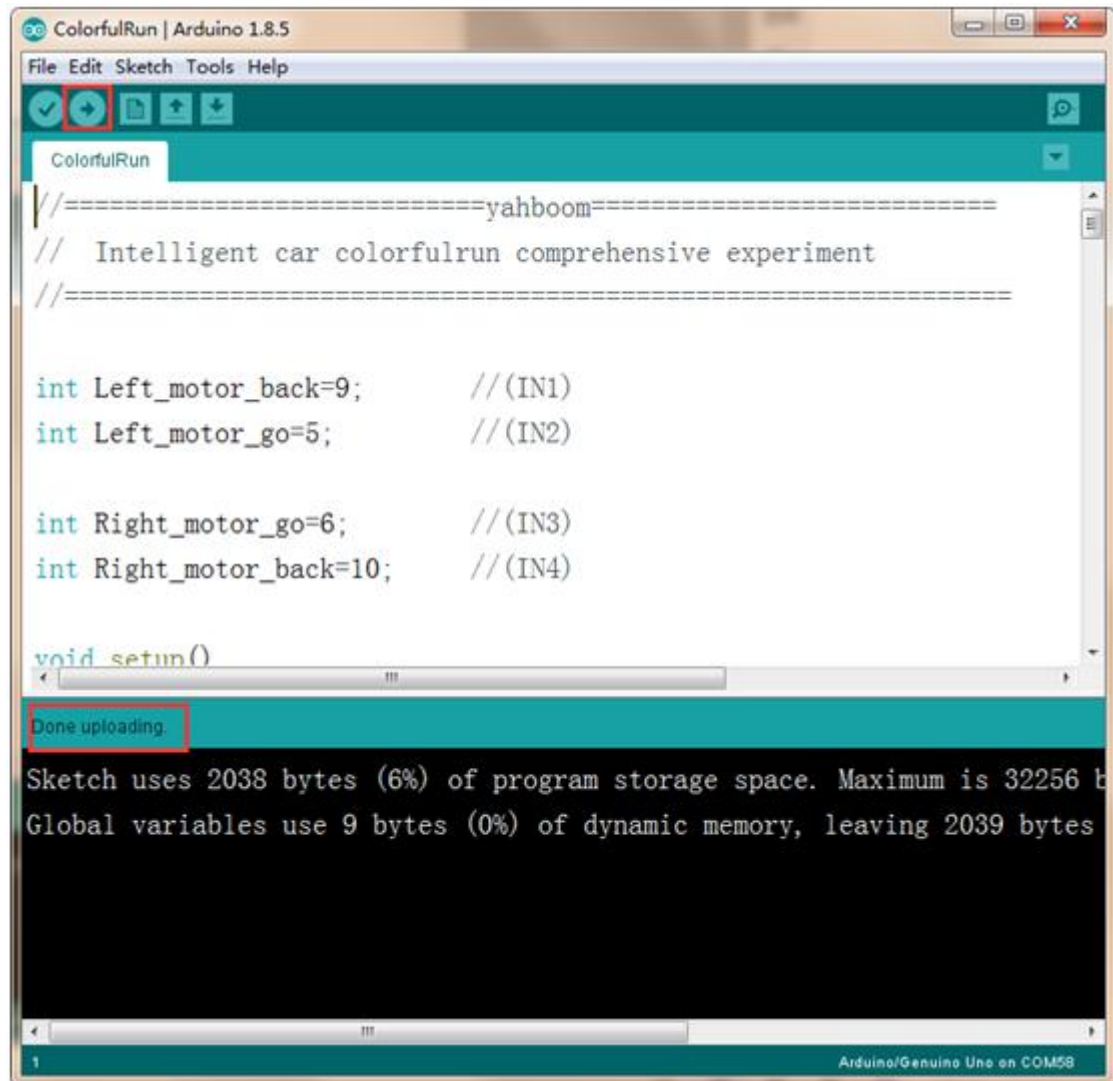 ColorfulRun | Arduino 1.8.5
File Edit Sketch Tools Help
ColorfulRun
//============================yahboom===========================
//  Intelligent car colorfulrun comprehensive experiment
//===============================================================
int Left_motor_back=9;       //(IN1)
int Left_motor_go=5;         //(IN2)
int Right_motor_go=6;        //(IN3)
int Right_motor_back=10;     //(IN4)
void setup()
Done uploading.
Sketch uses 2038 bytes (6%) of program storage space. Maximum is 32256 b
Global variables use 9 bytes (0%) of dynamic memory, leaving 2039 bytes
1
Arduino/Genuino Uno on COM58